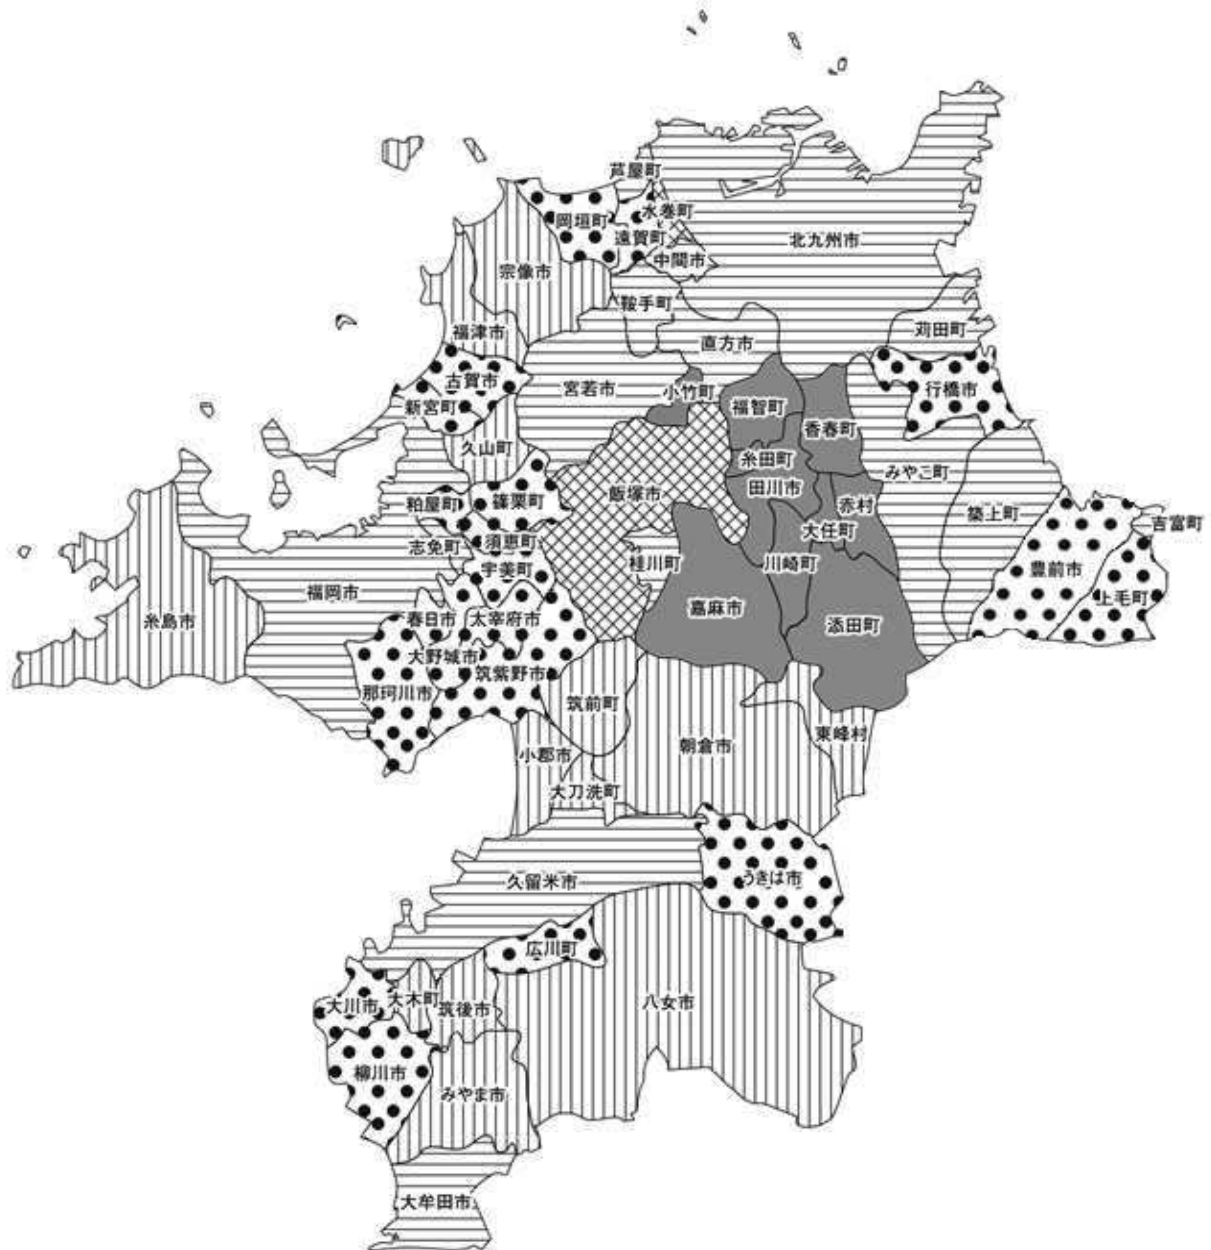 芦屋町
水巻町
岡垣町
遠賀町
北九州市
中間市
宗像市
鞍手町
福津市
苅田町
直方市
古賀市
宮若市
小竹町
行橋市
新宮町
福智町
香春町
久山町
糸田町
みやこ町
田川市
飯塚市
粕屋町
篠栗町
赤村
築上町
吉富町
大任町
志免町
須恵町
桂川町
川崎町
宇美町
豊前市
福岡市
上毛町
嘉麻市
糸島市
春日市
太宰府市
添田町
大野城市
筑紫野市
那珂川市
筑前町
東峰村
朝倉市
小郡市
大刀洗町
うきは市
久留米市
広川町
大川市
大木町
筑後市
八女市
柳川市
みやま市
大牟田市